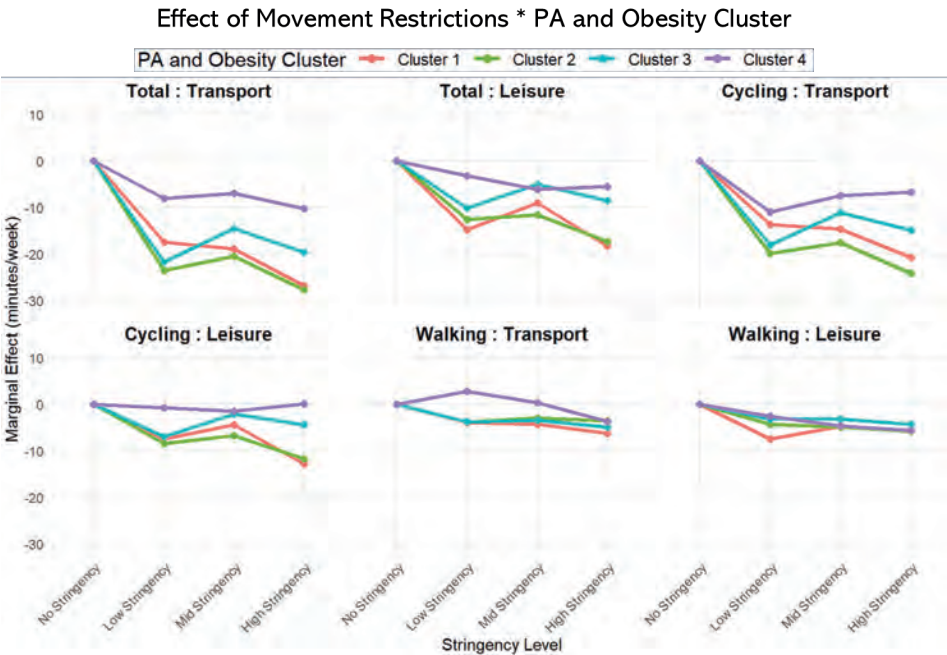 Effect of Movement Restrictions * PA and Obesity Cluster
PA and Obesity Cluster Cluster 1 Cluster 2 Cluster 3 Cluster 4
Total : Transport Total : Leisure Cycling : Transport
10
0
-10
-20
-30
Cycling : Leisure Walking : Transport Walking : Leisure
10
0
-10
-20
-30
Marginal Effect (minutes/week)
No Stringency Low Stringency Mid Stringency High Stringency No Stringency Low Stringency Mid Stringency High Stringency No Stringency Low Stringency Mid Stringency High Stringency
Stringency Level